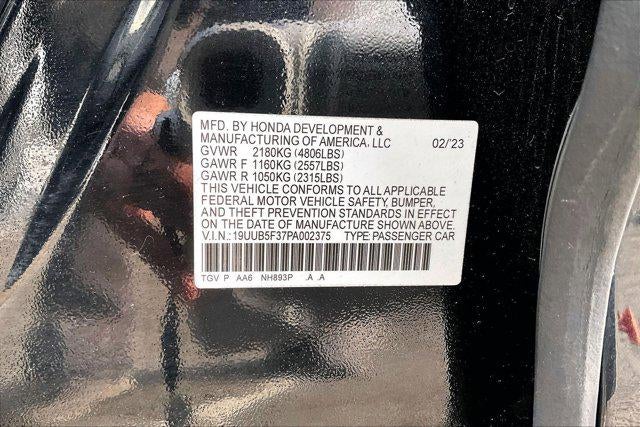 MFD. BY HONDA DEVELOPMENT &
MANUFACTURING OF AMERICA, LLC 02/'23
GVWR 2180KG (4806LBS)
GAWR F 1160KG (2557LBS)
GAWR R 1050KG (2315LBS)
THIS VEHICLE CONFORMS TO ALL APPLICABLE
FEDERAL MOTOR VEHICLE SAFETY, BUMPER,
AND THEFT PREVENTION STANDARDS IN EFFECT
ON THE DATE OF MANUFACTURE SHOWN ABOVE.
V.I.N.: 19UUB5F37PA002375 TYPE: PASSENGER CAR
TGV P AA6 NH893P .A .A